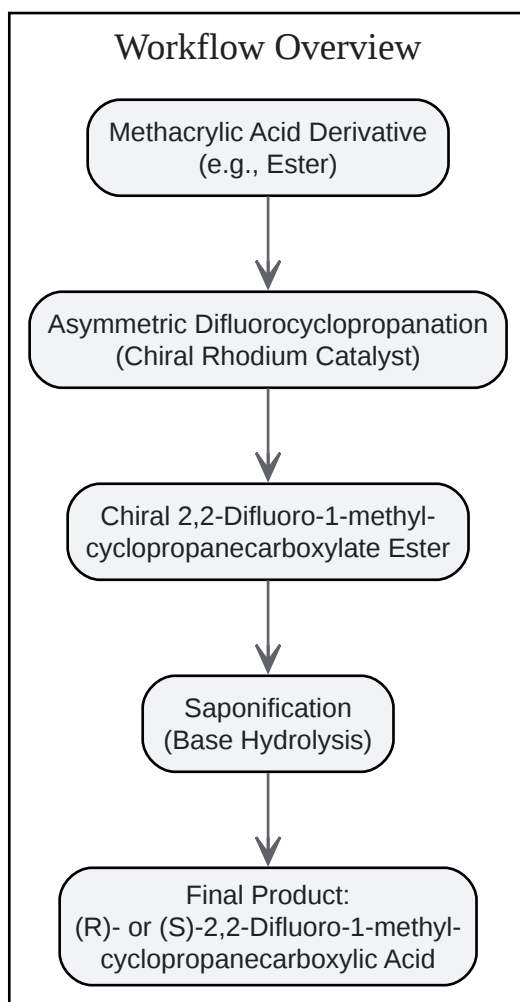 Workflow Overview
Methacrylic Acid Derivative
(e.g., Ester)
Asymmetric Difluorocyclopropanation
(Chiral Rhodium Catalyst)
Chiral 2,2-Difluoro-1-methyl-
cyclopropanecarboxylate Ester
Saponification
(Base Hydrolysis)
Final Product:
(R)- or (S)-2,2-Difluoro-1-methyl-
cyclopropanecarboxylic Acid